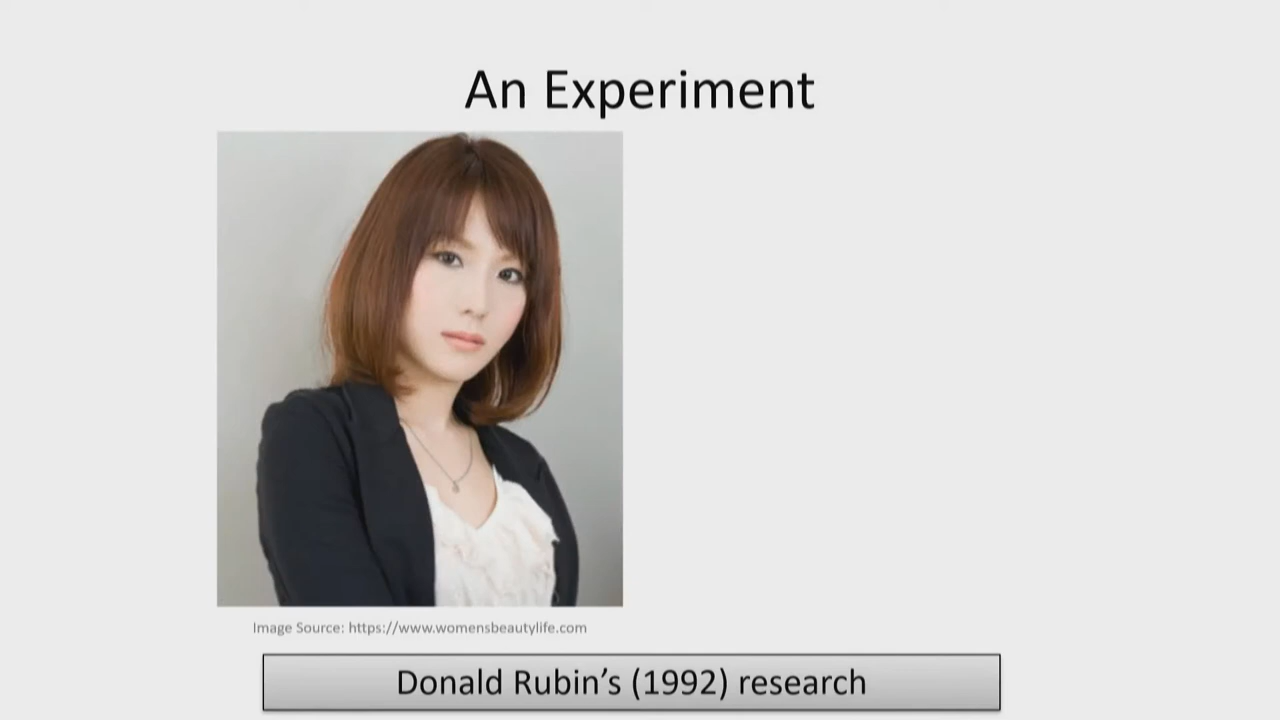 An Experiment
Image Source: https://www.womensbeautylife.com
Donald Rubin’s (1992) research